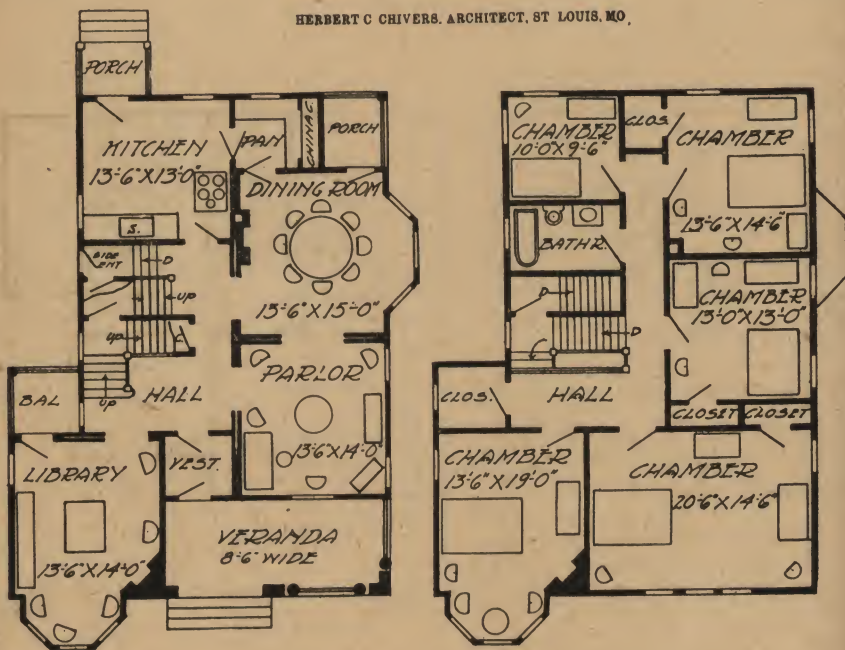 HERBERT C CHIVERS. ARCHITECT, ST LOUIS, MO.
PORCH
KITCHEN
13'-6"X13'-0"
PAN
CHINA C.
PORCH
DINING ROOM
S.
SIDE
ENT
D
UP
13'-6"X15'-0"
UP
C
UP
BAL
HALL
PARLOR
13'6"X14'-0"
LIBRARY
VEST.
13'-6"X14'-0"
VERANDA
8'-6" WIDE
CHAMBER
10'-0"X9'-6"
CLOS.
CHAMBER
13'-6"X14'-6"
BATHR.
D
CHAMBER
13'-0"X13'-0"
D
CLOS.
HALL
CLOSET
CLOSET
CHAMBER
13'-6"X19'-0"
CHAMBER
20'-6"X14'-6"